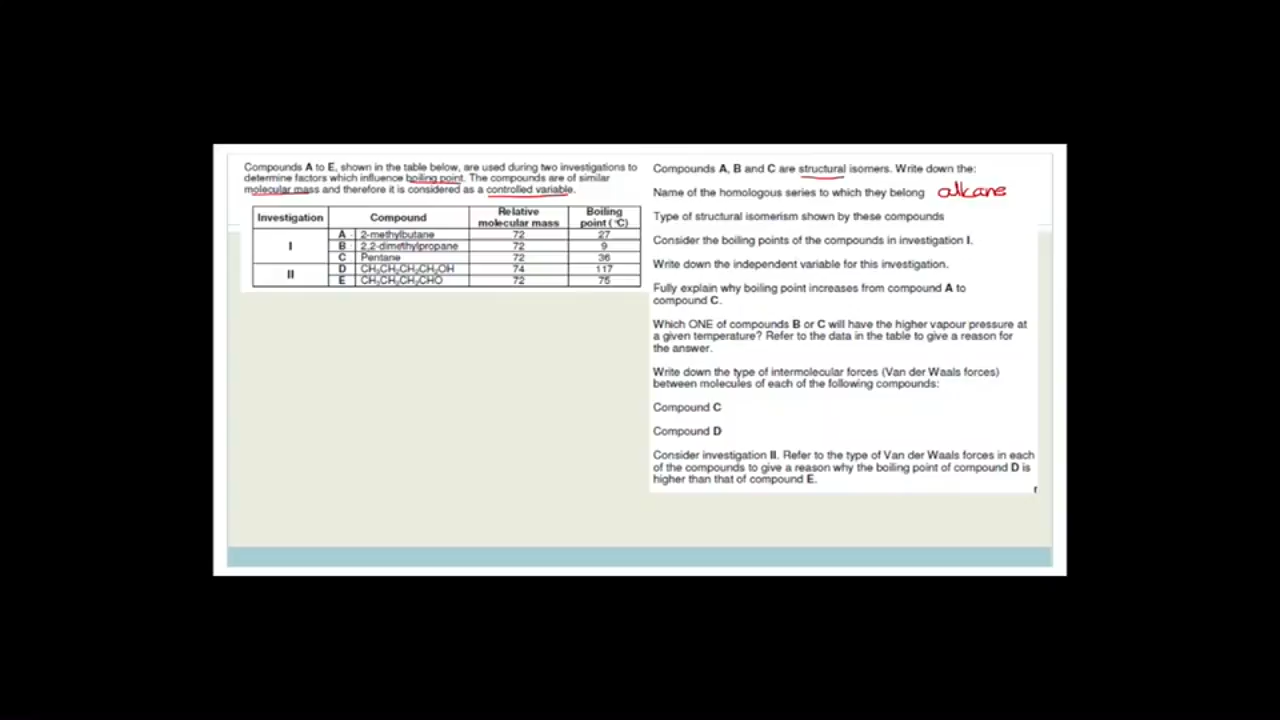 Compounds A to E, shown in the table below, are used during two investigations to
determine factors which influence boiling point. The compounds are of similar
molecular mass and therefore it is considered as a controlled variable.
Investigation Compound Relative molecular mass Boiling point (°C)
I A 2-methylbutane 72 27
B 2,2-dimethylpropane 72 9
C Pentane 72 36
II D CH₃CH₂CH₂CH₂OH 74 117
E CH₃CH₂CH₂CHO 72 75
Compounds A, B and C are structural isomers. Write down the:
Name of the homologous series to which they belong alkane
Type of structural isomerism shown by these compounds
Consider the boiling points of the compounds in investigation I.
Write down the independent variable for this investigation.
Fully explain why boiling point increases from compound A to
compound C.
Which ONE of compounds B or C will have the higher vapour pressure at
a given temperature? Refer to the data in the table to give a reason for
the answer.
Write down the type of intermolecular forces (Van der Waals forces)
between molecules of each of the following compounds:
Compound C
Compound D
Consider investigation II. Refer to the type of Van der Waals forces in each
of the compounds to give a reason why the boiling point of compound D is
higher than that of compound E.